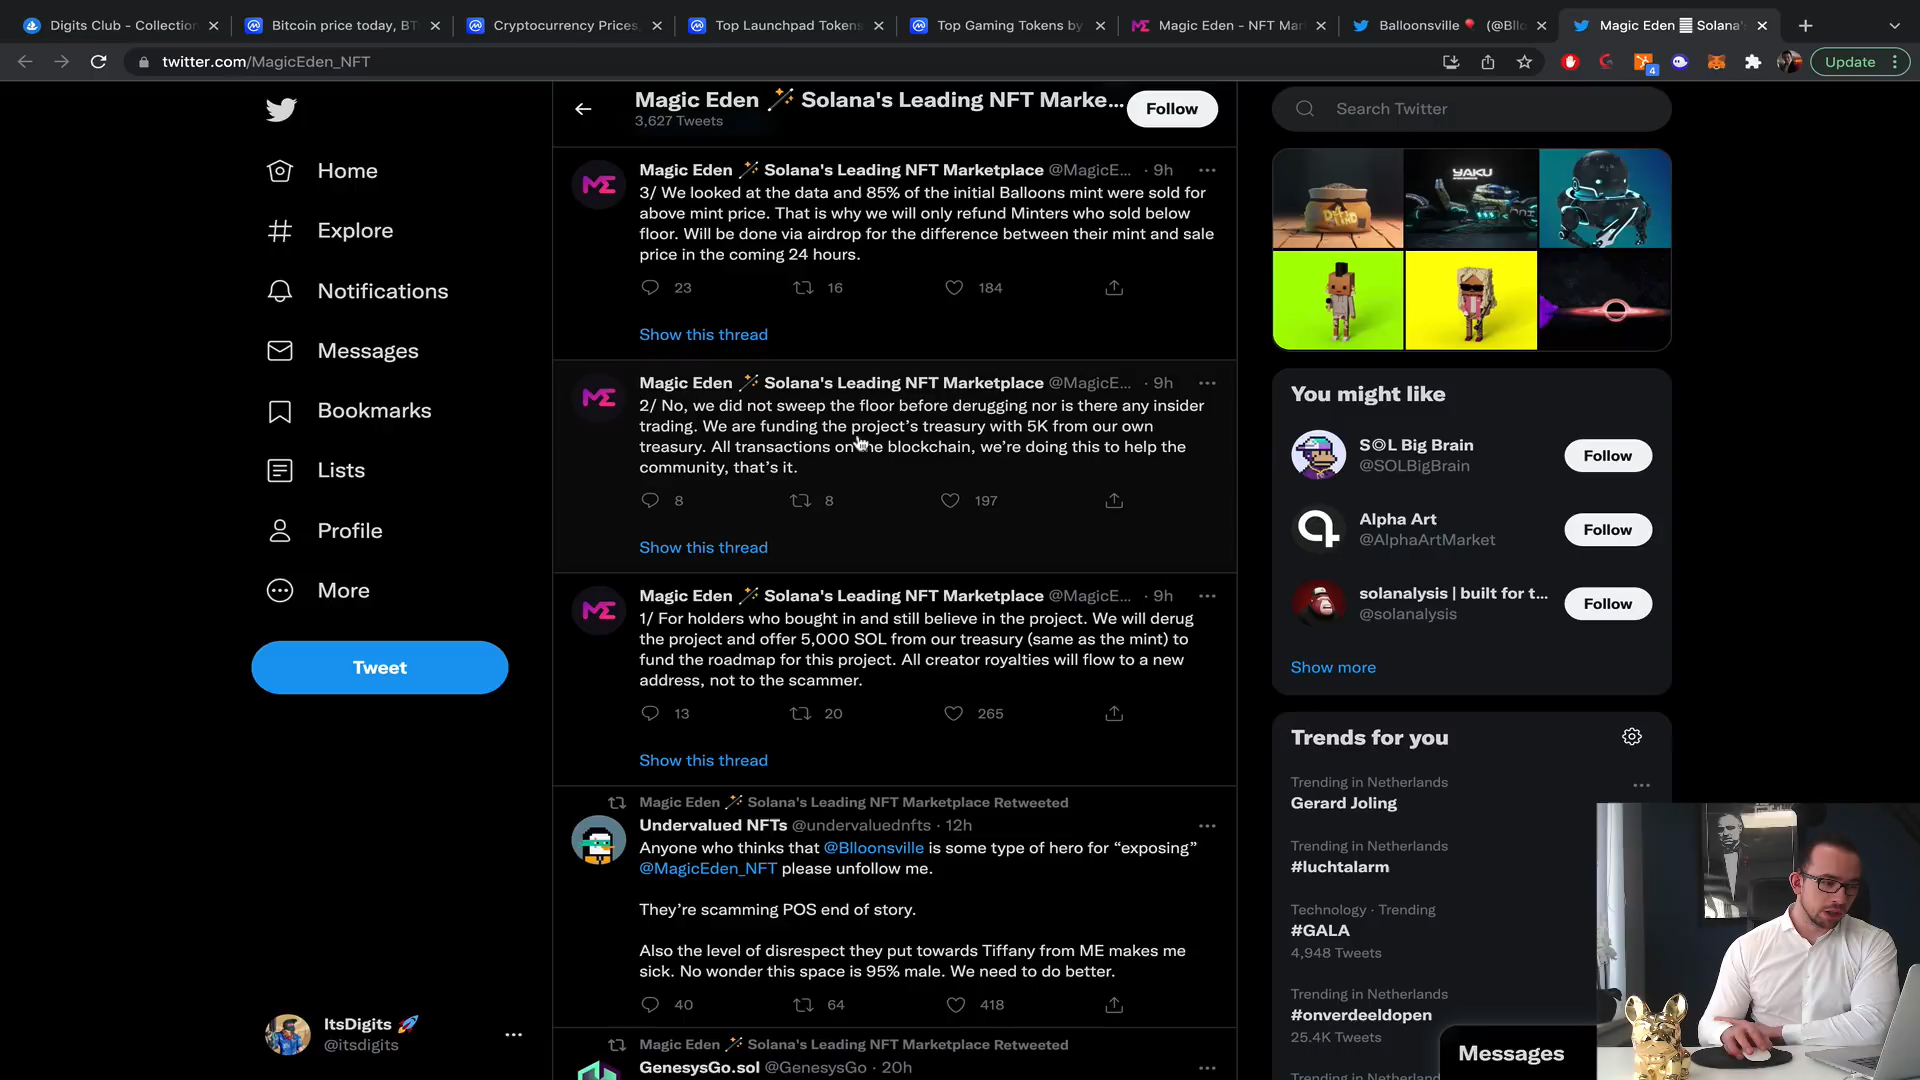 Digits Club - Collection
Bitcoin price today, BT
Cryptocurrency Prices,
Top Launchpad Tokens
Top Gaming Tokens by
Magic Eden - NFT Mar
Balloonsville 🎈 (@Bllo
Magic Eden Solana's
twitter.com/MagicEden_NFT
4
Update
Magic Eden 🪄 Solana's Leading NFT Marke...
3,627 Tweets
Follow
Search Twitter
Home
Explore
Notifications
Messages
Bookmarks
Lists
Profile
More
Tweet
ItsDigits 🚀
@itsdigits
Magic Eden 🪄 Solana's Leading NFT Marketplace @MagicE... · 9h
3/ We looked at the data and 85% of the initial Balloons mint were sold for
above mint price. That is why we will only refund Minters who sold below
floor. Will be done via airdrop for the difference between their mint and sale
price in the coming 24 hours.
23 16 184
Show this thread
Magic Eden 🪄 Solana's Leading NFT Marketplace @MagicE... · 9h
2/ No, we did not sweep the floor before derugging nor is there any insider
trading. We are funding the project's treasury with 5K from our own
treasury. All transactions on the blockchain, we're doing this to help the
community, that's it.
8 8 197
Show this thread
Magic Eden 🪄 Solana's Leading NFT Marketplace @MagicE... · 9h
1/ For holders who bought in and still believe in the project. We will derug
the project and offer 5,000 SOL from our treasury (same as the mint) to
fund the roadmap for this project. All creator royalties will flow to a new
address, not to the scammer.
13 20 265
Show this thread
Magic Eden 🪄 Solana's Leading NFT Marketplace Retweeted
Undervalued NFTs @undervaluednfts · 12h
Anyone who thinks that @Blloonsville is some type of hero for “exposing”
@MagicEden_NFT please unfollow me.
They're scamming POS end of story.
Also the level of disrespect they put towards Tiffany from ME makes me
sick. No wonder this space is 95% male. We need to do better.
40 64 418
Magic Eden 🪄 Solana's Leading NFT Marketplace Retweeted
GenesysGo.sol @GenesysGo · 20h
YAKU
You might like
S◎L Big Brain
@SOLBigBrain
Follow
Alpha Art
@AlphaArtMarket
Follow
solanalysis | built for t...
@solanalysis
Follow
Show more
Trends for you
Trending in Netherlands
Gerard Joling
Trending in Netherlands
#luchtalarm
Technology · Trending
#GALA
4,948 Tweets
Trending in Netherlands
#onverdeeldopen
25.4K Tweets
Messages